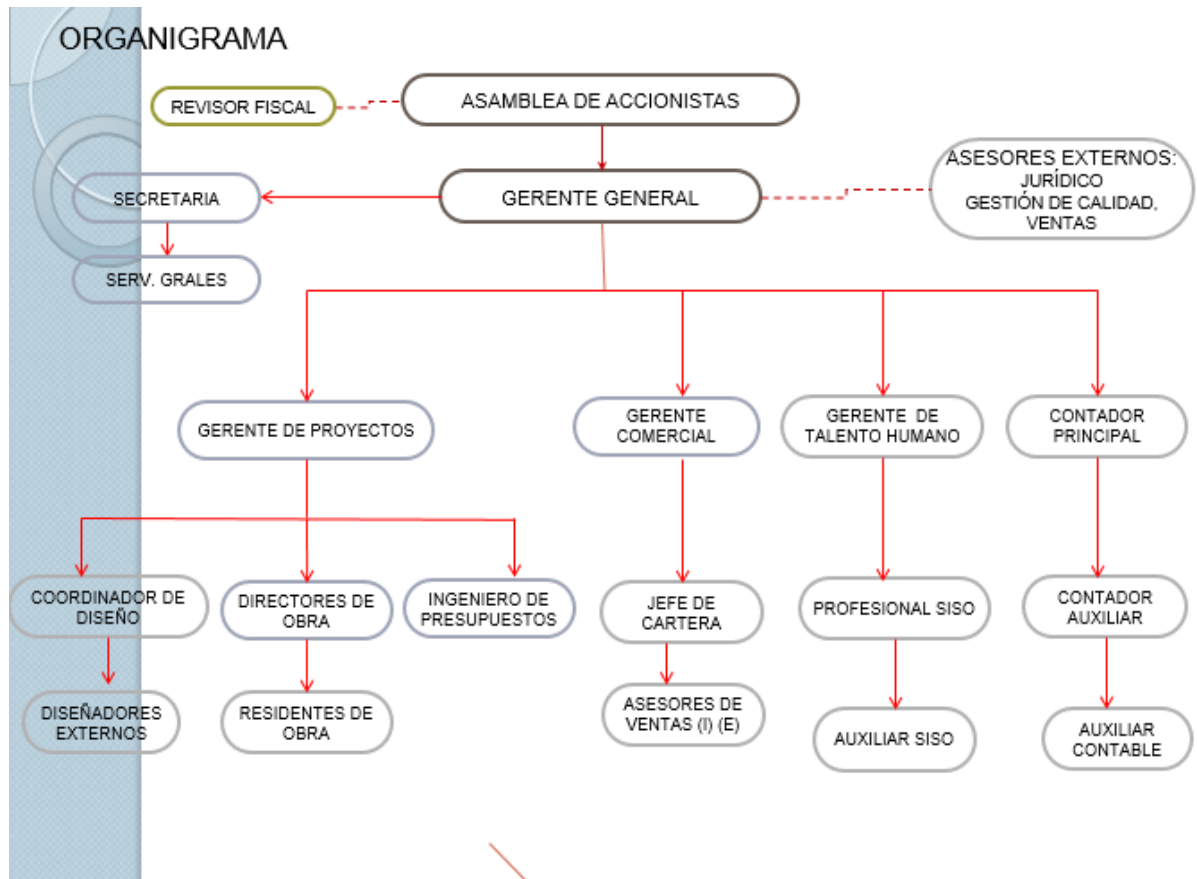 ORGANIGRAMA
REVISOR FISCAL
ASAMBLEA DE ACCIONISTAS
ASESORES EXTERNOS:
JURÍDICO
GESTIÓN DE CALIDAD,
VENTAS
SECRETARIA
GERENTE GENERAL
SERV. GRALES
GERENTE DE PROYECTOS
GERENTE
COMERCIAL
GERENTE DE
TALENTO HUMANO
CONTADOR
PRINCIPAL
COORDINADOR DE
DISEÑO
DIRECTORES DE
OBRA
INGENIERO DE
PRESUPUESTOS
JEFE DE
CARTERA
PROFESIONAL SISO
CONTADOR
AUXILIAR
DISEÑADORES
EXTERNOS
RESIDENTES DE
OBRA
ASESORES DE
VENTAS (I) (E)
AUXILIAR SISO
AUXILIAR
CONTABLE